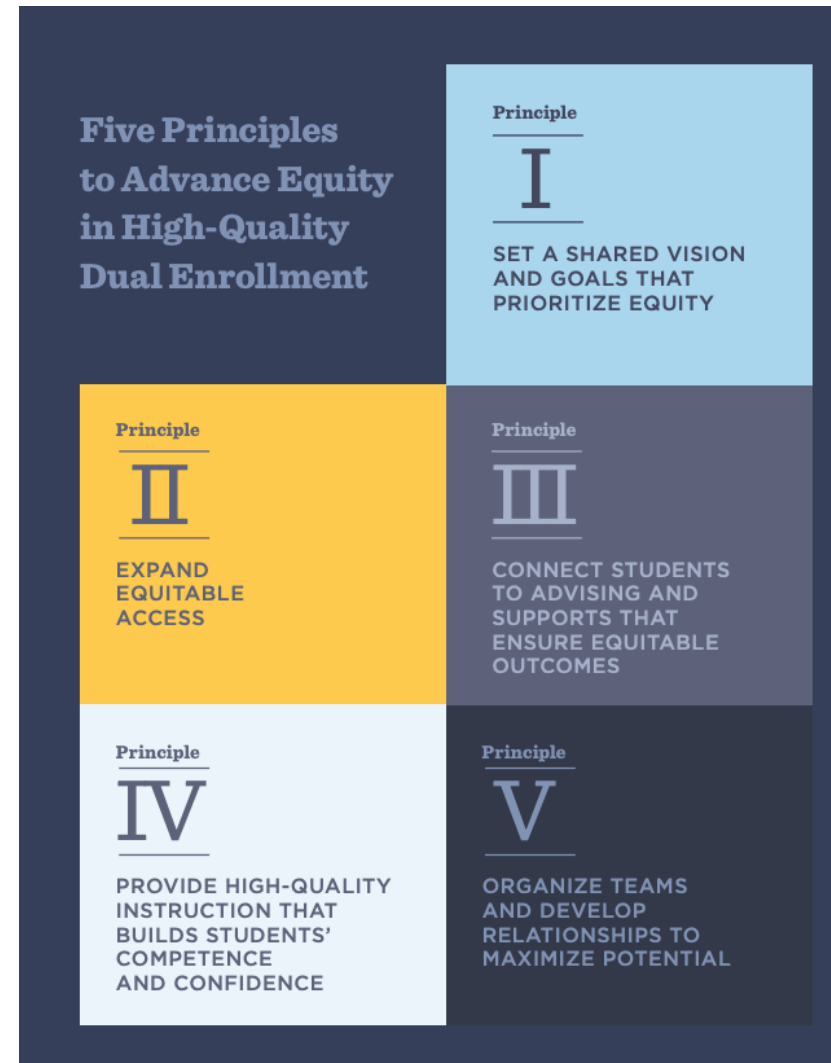 Five Principles
to Advance Equity
in High-Quality
Dual Enrollment
Principle
I
SET A SHARED VISION
AND GOALS THAT
PRIORITIZE EQUITY
Principle
II
EXPAND
EQUITABLE
ACCESS
Principle
III
CONNECT STUDENTS
TO ADVISING AND
SUPPORTS THAT
ENSURE EQUITABLE
OUTCOMES
Principle
IV
PROVIDE HIGH-QUALITY
INSTRUCTION THAT
BUILDS STUDENTS’
COMPETENCE
AND CONFIDENCE
Principle
V
ORGANIZE TEAMS
AND DEVELOP
RELATIONSHIPS TO
MAXIMIZE POTENTIAL